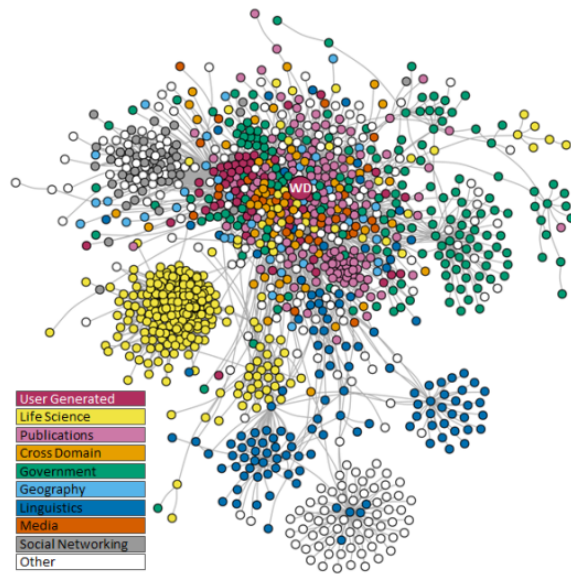 WD
User Generated
Life Science
Publications
Cross Domain
Government
Geography
Linguistics
Media
Social Networking
Other